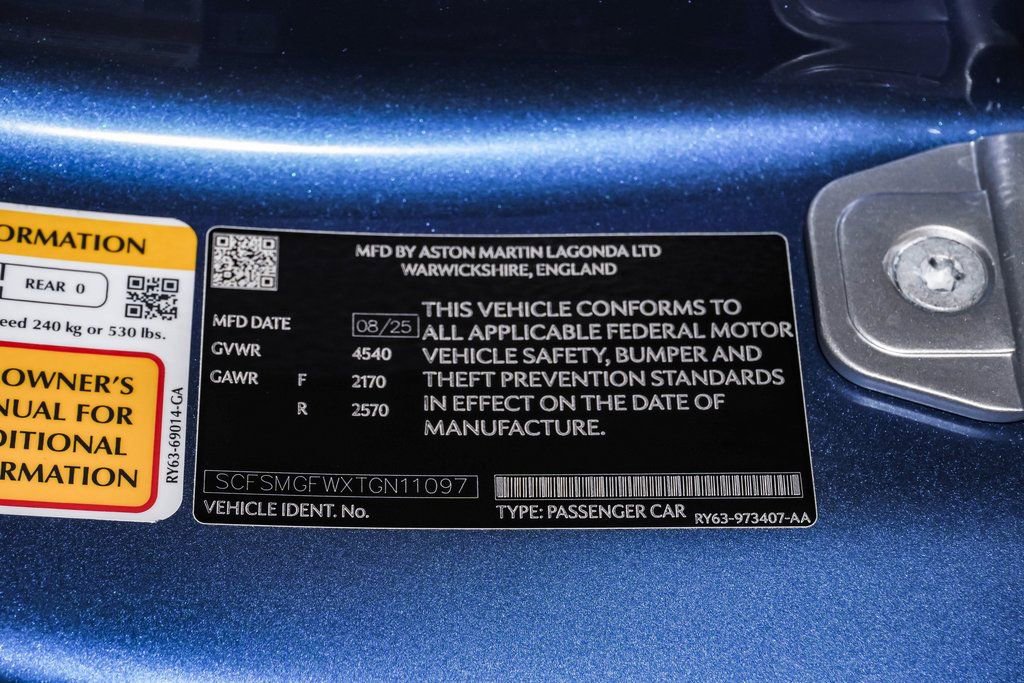 ORMATION
REAR 0
eed 240 kg or 530 lbs.
OWNER'S
NUAL FOR
DITIONAL
RMATION
RY63-69014-GA
MFD BY ASTON MARTIN LAGONDA LTD
WARWICKSHIRE, ENGLAND
MFD DATE 08/25
GVWR 4540
GAWR F 2170
R 2570
THIS VEHICLE CONFORMS TO
ALL APPLICABLE FEDERAL MOTOR
VEHICLE SAFETY, BUMPER AND
THEFT PREVENTION STANDARDS
IN EFFECT ON THE DATE OF
MANUFACTURE.
SCFSMGFWXTGN11097
VEHICLE IDENT. No.
TYPE: PASSENGER CAR
RY63-973407-AA